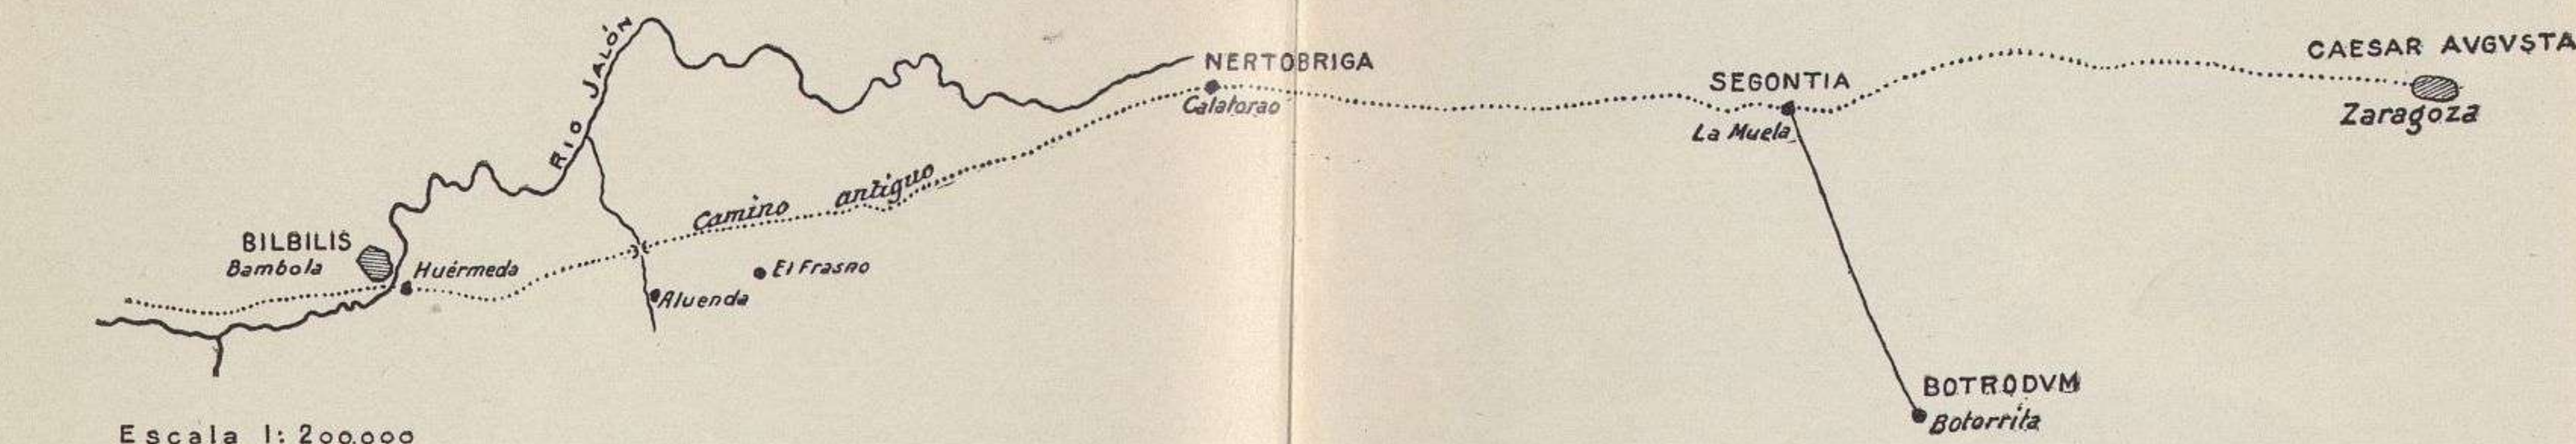 RIO JALÓN
NERTOBRIGA
Calatorao
SEGONTIA
La Muela
CAESAR AVGVSTA
Zaragoza
Camino antiguo
BILBILIS
Bambola
Huérmeda
El Frasno
Aluenda
BOTRODVM
Botorrita
Escala 1:200.000